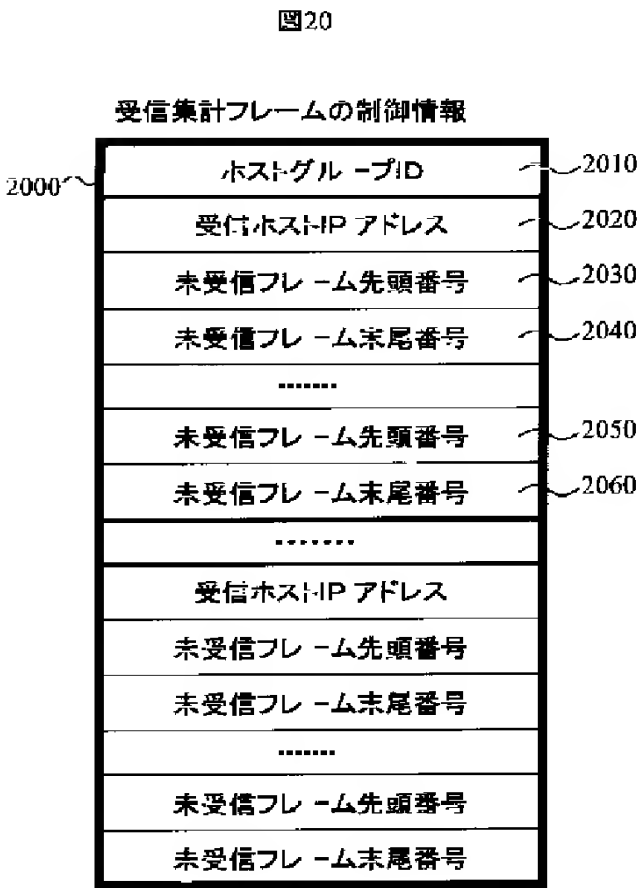 図20
受信集計フレームの制御情報
2000
ホストグループID 2010
受信ホストIP アドレス 2020
未受信フレーム先頭番号 2030
未受信フレーム末尾番号 2040
.......
未受信フレーム先頭番号 2050
未受信フレーム末尾番号 2060
.......
受信ホストIP アドレス
未受信フレーム先頭番号
未受信フレーム末尾番号
.......
未受信フレーム先頭番号
未受信フレーム末尾番号